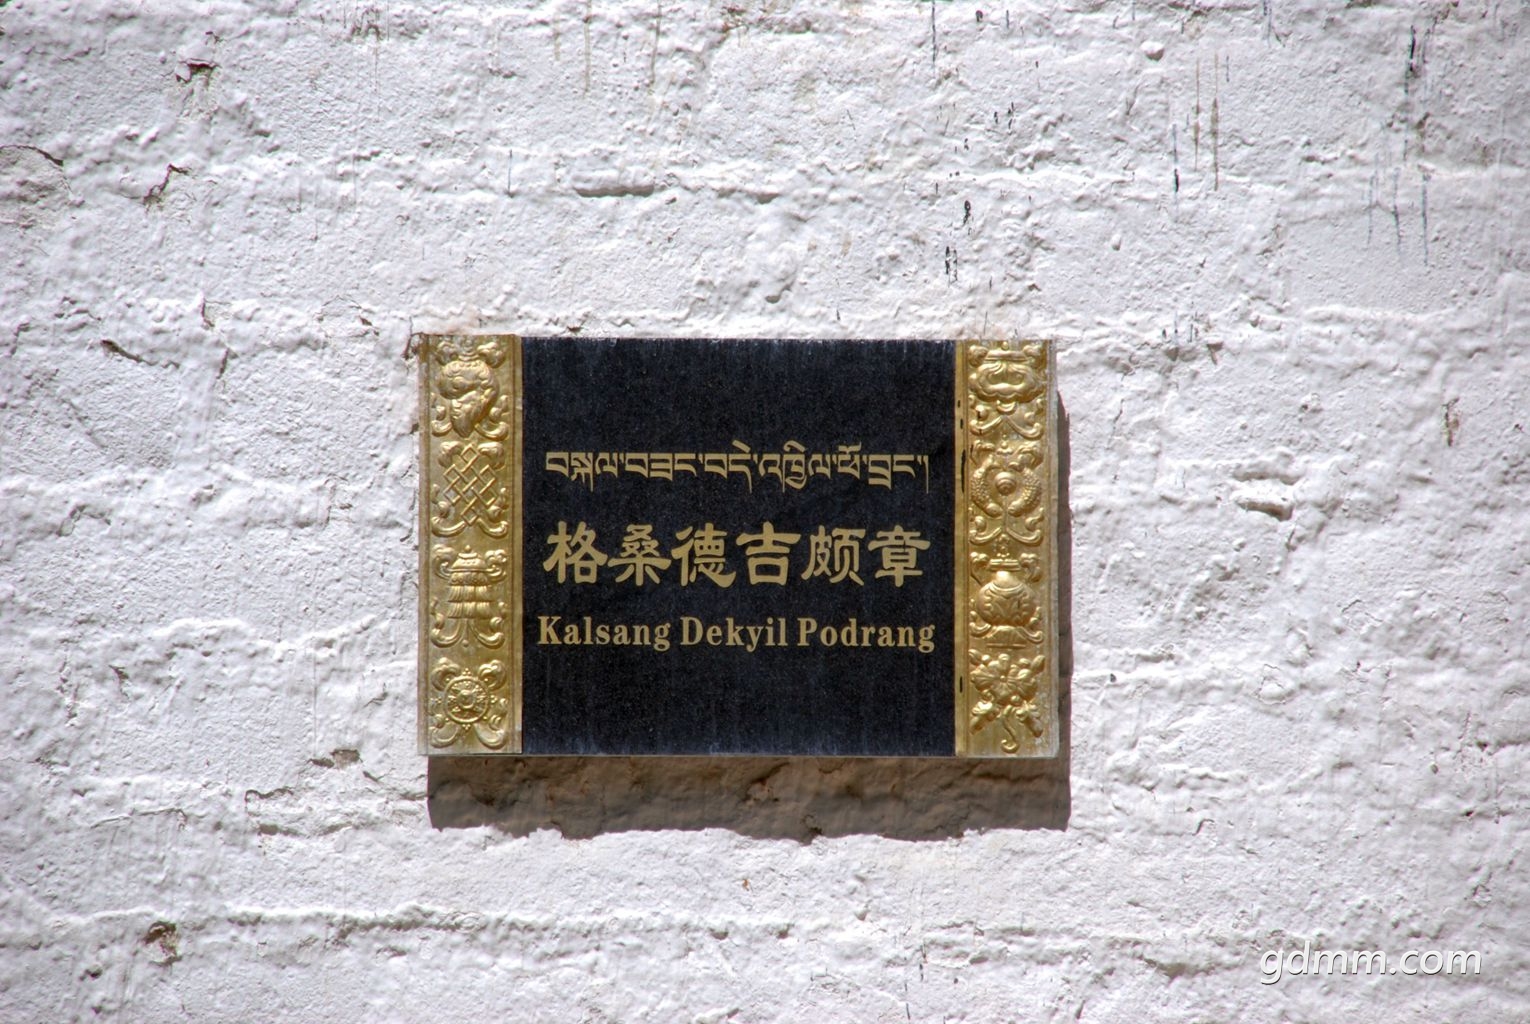 བསྐལ་བཟང་བདེ་འཁྱིལ་ཕོ་བྲང་།
格桑德吉颇章
Kalsang Dekyil Podrang
gdmm.com